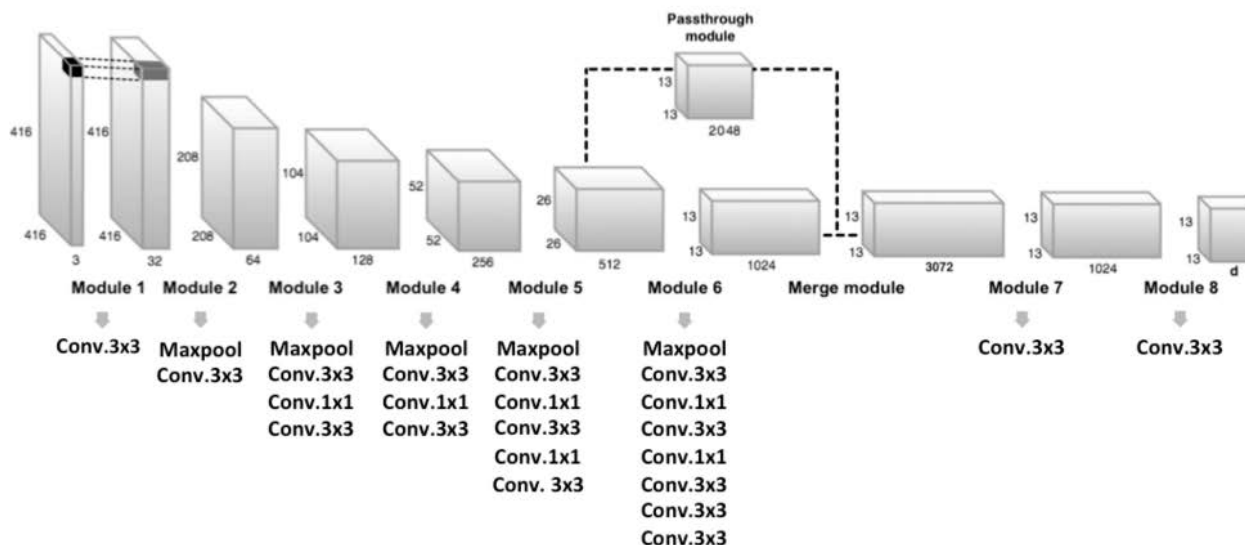 Passthrough
module
13
13
2048
416
416
3
416
416
32
208
208
64
104
104
128
52
52
256
26
26
512
13
13
1024
13
13
3072
13
13
1024
13
13
d
Module 1
Module 2
Module 3
Module 4
Module 5
Module 6
Merge module
Module 7
Module 8
Conv.3x3
Maxpool
Conv.3x3
Maxpool
Conv.3x3
Conv.1x1
Conv.3x3
Maxpool
Conv.3x3
Conv.1x1
Conv.3x3
Maxpool
Conv.3x3
Conv.1x1
Conv.3x3
Conv.1x1
Conv. 3x3
Maxpool
Conv.3x3
Conv.1x1
Conv.3x3
Conv.1x1
Conv.3x3
Conv.3x3
Conv.3x3
Conv.3x3
Conv.3x3